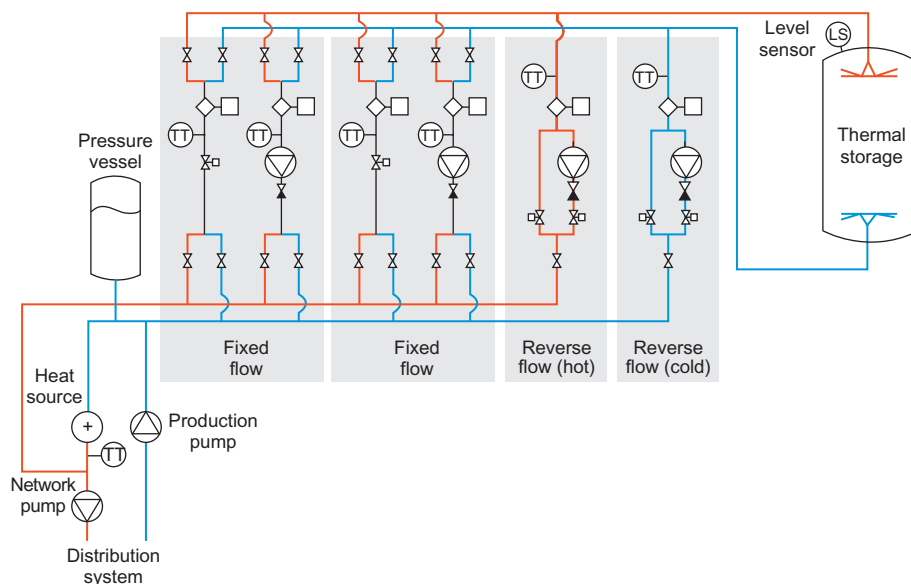 Level
sensor
LS
TT
TT
Thermal
storage
TT
TT
TT
TT
Pressure
vessel
Fixed
flow
Fixed
flow
Reverse
flow (hot)
Reverse
flow (cold)
Heat
source
+
Production
pump
TT
Network
pump
Distribution
system